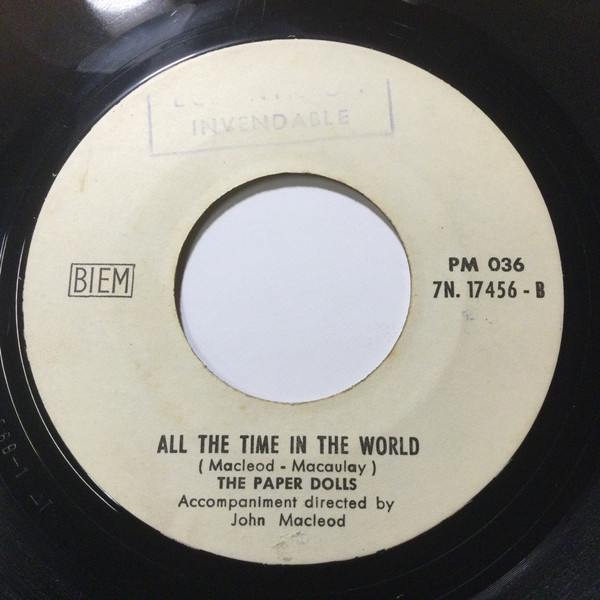 INVENDABLE
BIEM
PM 036
7N. 17456 - B
ALL THE TIME IN THE WORLD
( Macleod - Macaulay )
THE PAPER DOLLS
Accompaniment directed by
John Macleod